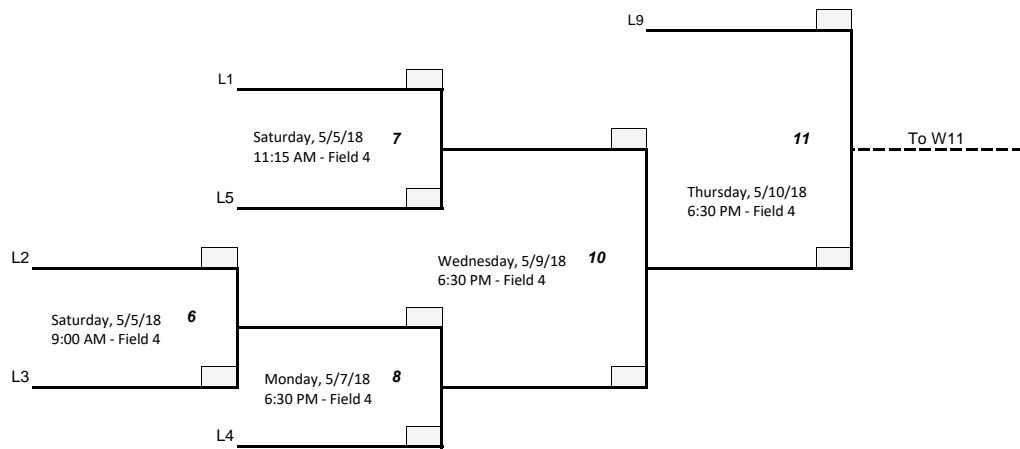 L9
L1
Saturday, 5/5/18 7
11:15 AM - Field 4
11
To W11
L5
Thursday, 5/10/18
6:30 PM - Field 4
L2
Wednesday, 5/9/18 10
6:30 PM - Field 4
Saturday, 5/5/18 6
9:00 AM - Field 4
L3
Monday, 5/7/18 8
6:30 PM - Field 4
L4